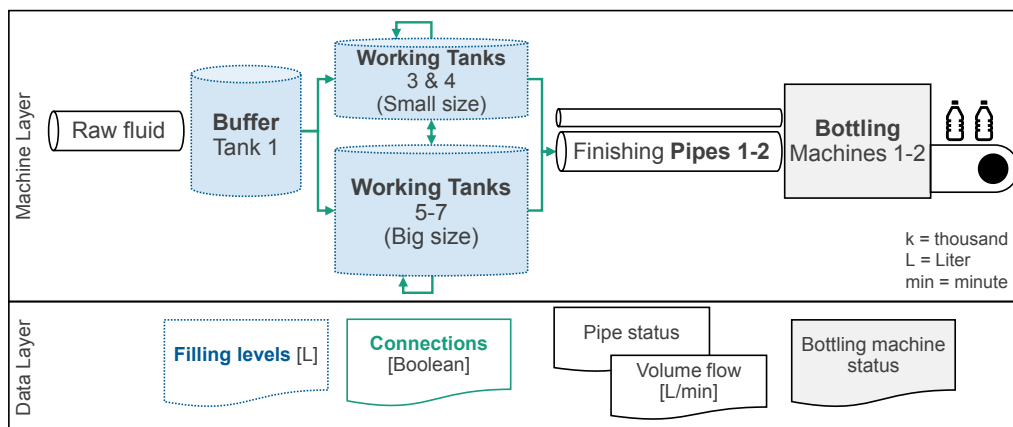 Machine Layer
Raw fluid
Buffer
Tank 1
Working Tanks
3 & 4
(Small size)
Working Tanks
5-7
(Big size)
Finishing Pipes 1-2
Bottling
Machines 1-2
k = thousand
L = Liter
min = minute
Data Layer
Filling levels [L]
Connections
[Boolean]
Pipe status
Volume flow
[L/min]
Bottling machine
status